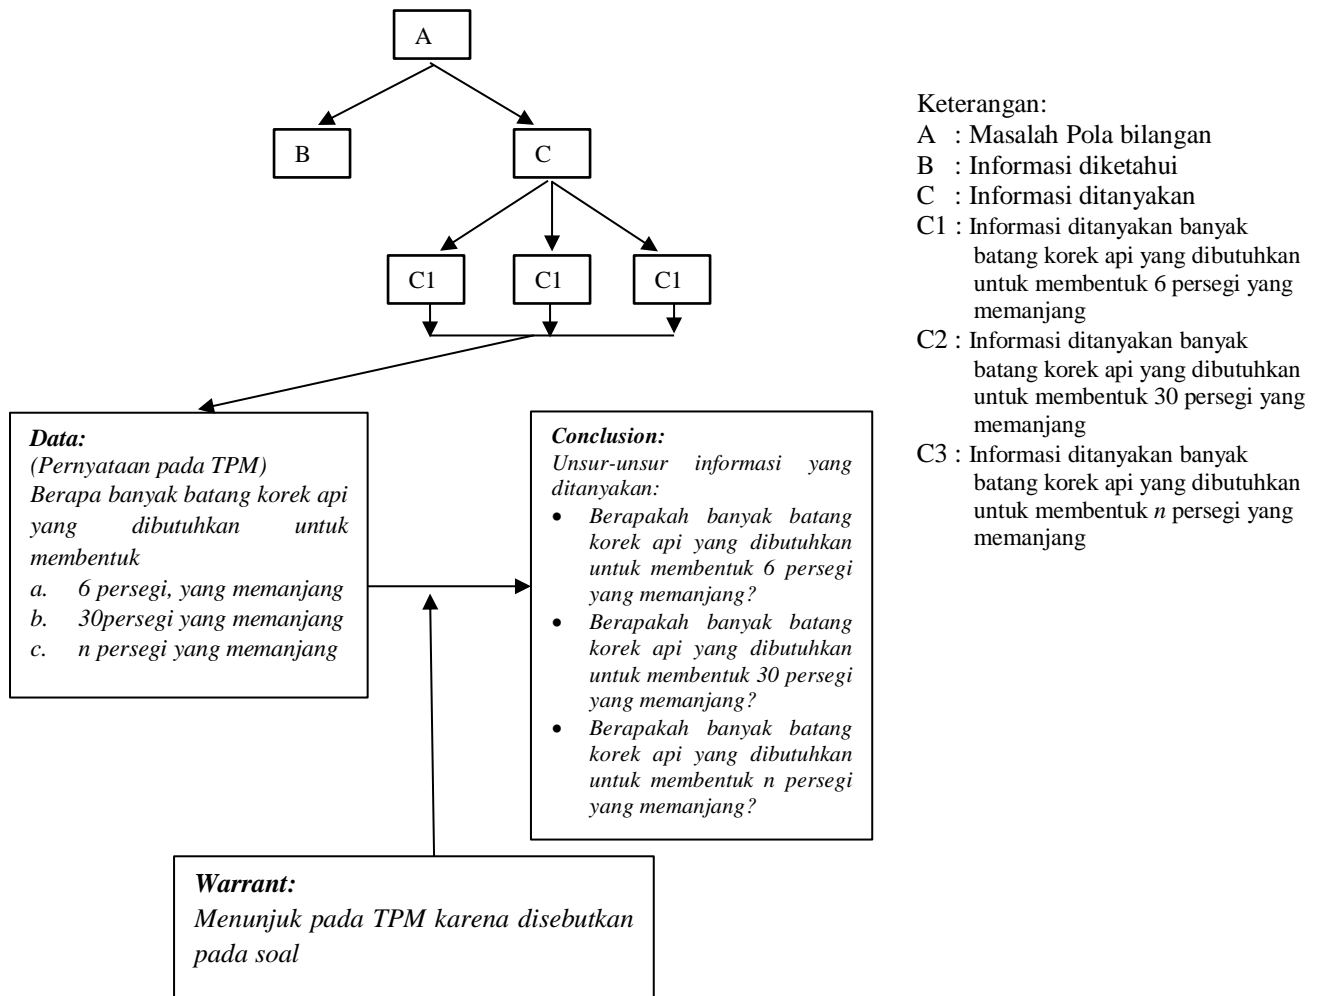 A
B
C
C1
C1
C1
Keterangan:
A : Masalah Pola bilangan
B : Informasi diketahui
C : Informasi ditanyakan
C1 : Informasi ditanyakan banyak
batang korek api yang dibutuhkan
untuk membentuk 6 persegi yang
memanjang
C2 : Informasi ditanyakan banyak
batang korek api yang dibutuhkan
untuk membentuk 30 persegi yang
memanjang
C3 : Informasi ditanyakan banyak
batang korek api yang dibutuhkan
untuk membentuk n persegi yang
memanjang
Data:
(Pernyataan pada TPM)
Berapa banyak batang korek api
yang dibutuhkan untuk
membentuk
a. 6 persegi, yang memanjang
b. 30persegi yang memanjang
c. n persegi yang memanjang
Conclusion:
Unsur-unsur informasi yang
ditanyakan:
• Berapakah banyak batang
korek api yang dibutuhkan
untuk membentuk 6 persegi
yang memanjang?
• Berapakah banyak batang
korek api yang dibutuhkan
untuk membentuk 30 persegi
yang memanjang?
• Berapakah banyak batang
korek api yang dibutuhkan
untuk membentuk n persegi
yang memanjang?
Warrant:
Menunjuk pada TPM karena disebutkan
pada soal